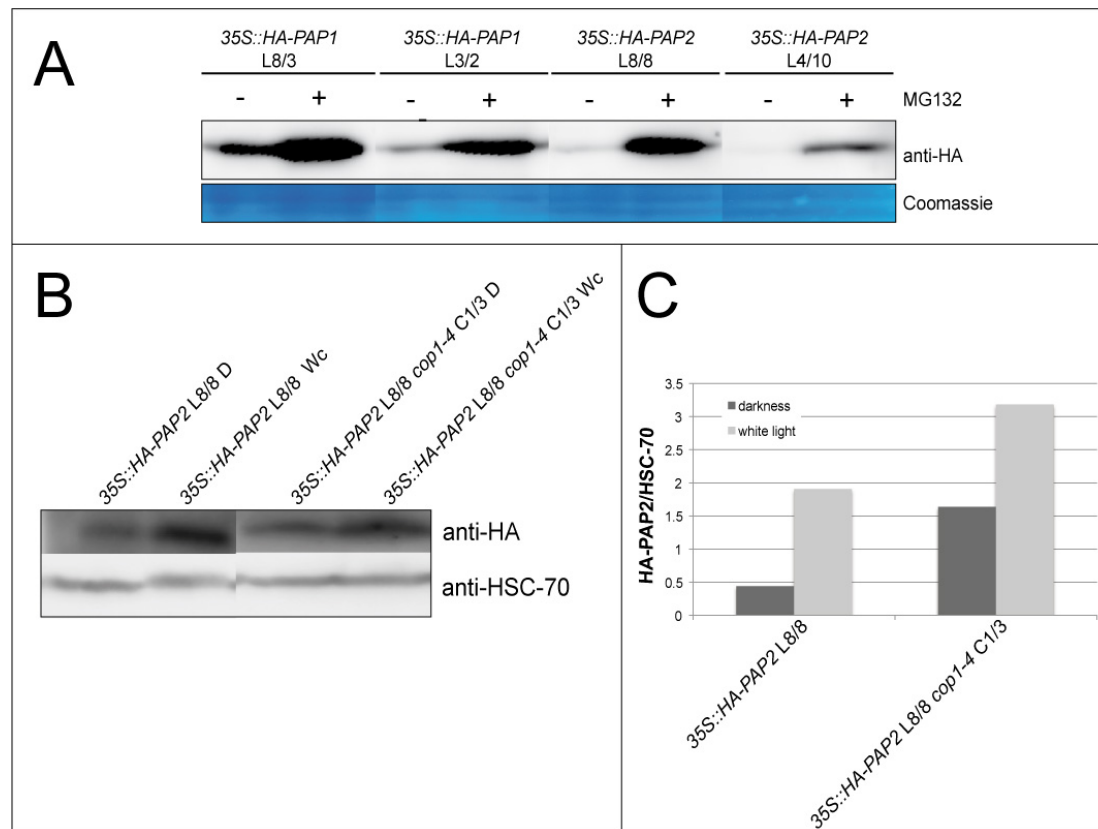 A
35S::HA-PAP1 35S::HA-PAP1 35S::HA-PAP2 35S::HA-PAP2
L8/3 L3/2 L8/8 L4/10
- + - + - + - + MG132
anti-HA
Coomassie
B
35S::HA-PAP2 L8/8 D
35S::HA-PAP2 L8/8 Wc
35S::HA-PAP2 L8/8 cop1-4 C1/3 D
35S::HA-PAP2 L8/8 cop1-4 C1/3 Wc
anti-HA
anti-HSC-70
C
HA-PAP2/HSC-70
3.5
3
2.5
2
1.5
1
0.5
0
darkness
white light
35S::HA-PAP2 L8/8
35S::HA-PAP2 L8/8 cop1-4 C1/3